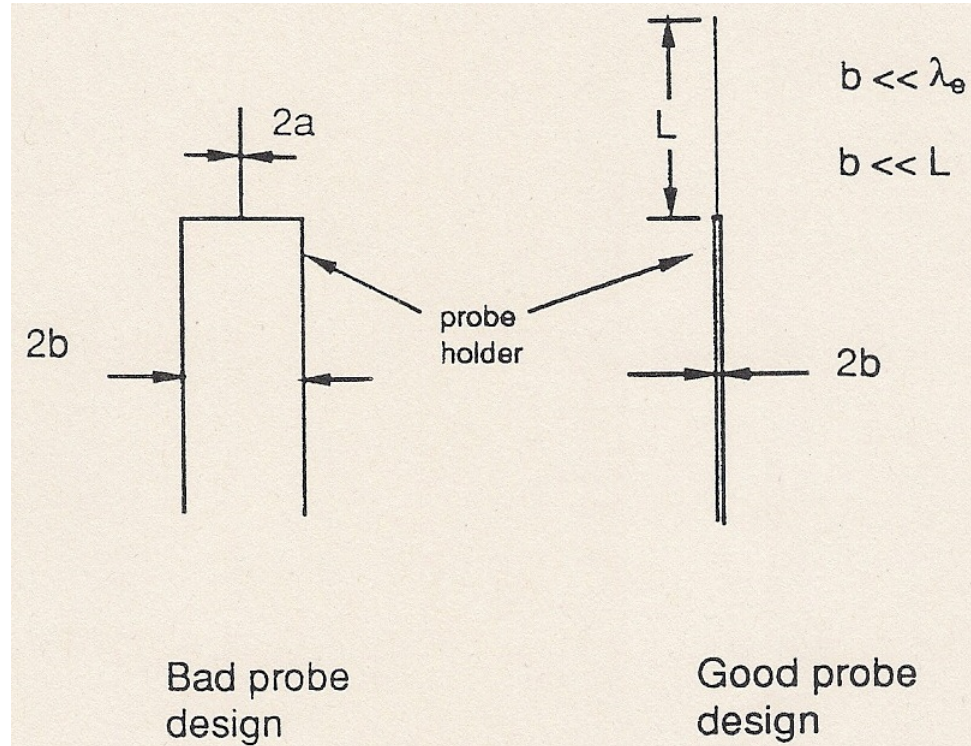 2a
2b
Bad probe
design
probe
holder
L
b << λe
b << L
2b
Good probe
design